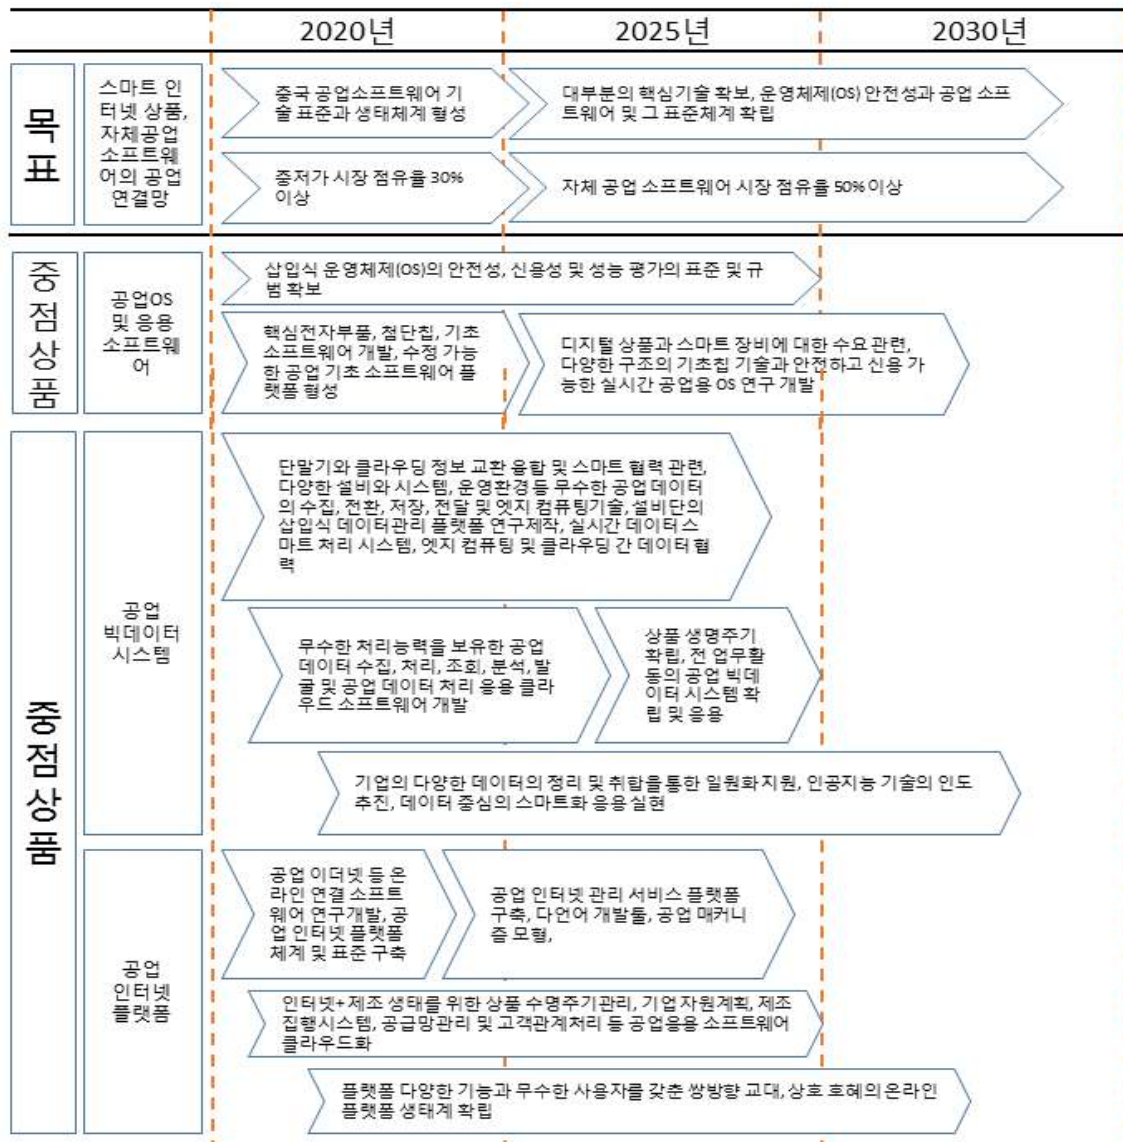 2020년
2025년
2030년
목
표
스마트 인
터넷 상품,
자체공업
소프트웨
어의 공업
연결망
중국 공업소프트웨어 기
술 표준과 생태체계 형성
대부분의 핵심기술 확보, 운영체제(OS) 안전성과 공업 소프
트웨어 및 그 표준체계 확립
중저가 시장 점유율 30%
이상
자체 공업 소프트웨어 시장 점유율 50% 이상
중
점
상
품
공업OS
및 응용
소프트웨
어
삽입식 운영체제(OS)의 안전성, 신용성 및 성능 평가의 표준 및 규
범 확보
핵심전자부품, 첨단칩, 기초
소프트웨어 개발, 수정 가능
한 공업 기초 소프트웨어 플
랫폼 형성
디지털 상품과 스마트 장비에 대한 수요 관련,
다양한 구조의 기초칩 기술과 안전하고 신용 가
능한 실시간 공업용 OS 연구 개발
중
점
상
품
공업
빅데이터
시스템
단말기와 클라우딩 정보 교환 융합 및 스마트 협력 관련,
다양한 설비와 시스템, 운영환경등 무수한 공업 데이터
의 수집, 전환, 저장, 전달 및 엣지 컴퓨팅기술, 설비단의
삽입식 데이터관리 플랫폼 연구제작, 실시간 데이터 스
마트 처리 시스템, 엣지 컴퓨팅 및 클라우딩 간 데이터 협
력
무수한 처리능력을 보유한 공업
데이터 수집, 처리, 조회, 분석, 발
굴 및 공업 데이터 처리 응용 클라
우드 소프트웨어 개발
상품 생명주기
확립, 전 업무활
동의 공업 빅데
이터 시스템 확
립 및 응용
기업의 다양한 데이터의 정리 및 취합을 통한 일원화 지원, 인공지능 기술의 인도
추진, 데이터 중심의 스마트화 응용 실현
공업
인터넷
플랫폼
공업 이더넷 등 온
라인 연결 소프트
웨어 연구개발, 공
업 인터넷 플랫폼
체계 및 표준 구축
공업 인터넷 관리 서비스 플랫폼
구축, 다언어 개발툴, 공업 매커니
즘 모형,
인터넷+ 제조 생태를 위한 상품 수명주기관리, 기업 자원계획, 제조
집행시스템, 공급망관리 및 고객관계처리 등 공업응용 소프트웨어
클라우드화
플랫폼 다양한 기능과 무수한 사용자를 갖춘 쌍방향 교대, 상호 호혜의 온라인
플랫폼 생태계 확립